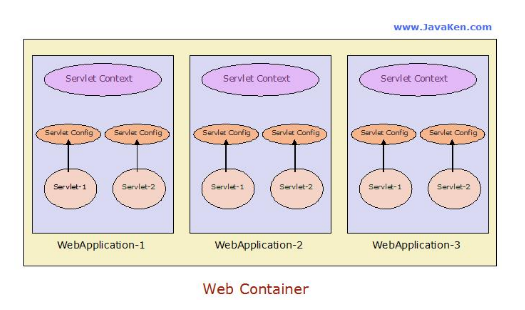 www.JavaKen.com
Servlet Context
Servlet Context
Servlet Context
Servlet Config
Servlet Config
Servlet Config
Servlet Config
Servlet Config
Servlet Config
Servlet-1
Servlet-2
Servlet-1
Servlet-2
Servlet-1
Servlet-2
WebApplication-1
WebApplication-2
WebApplication-3
Web Container